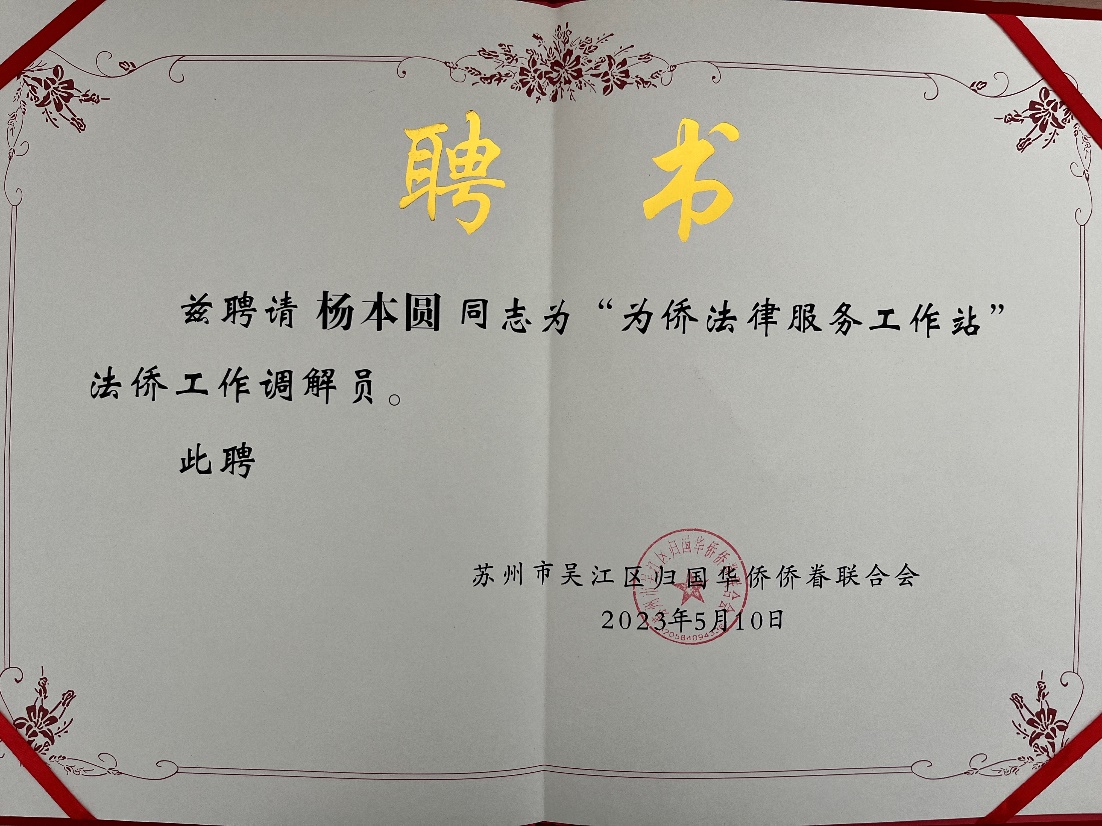 聘 书
兹聘请 杨本圆 同志为“为侨法律服务工作站”
法侨工作调解员。
此聘
苏州市吴江区归国华侨侨眷联合会
2023年5月10日